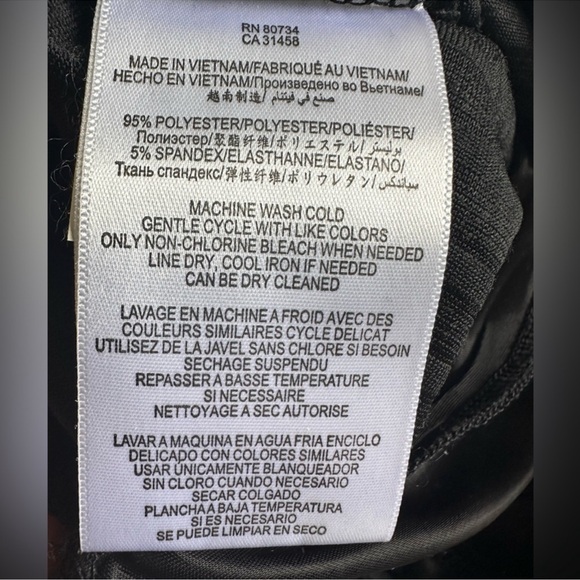 RN 80734
CA 31458
MADE IN VIETNAM/FABRIQUÉ AU VIETNAM/
HECHO EN VIETNAM/Произведено во Вьетнаме/
越南制造/ صنع في فيتنام/
95% POLYESTER/POLYESTER/POLIÉSTER/
Полиэстер/聚酯纤维/ポリエステル/بوليستر/
5% SPANDEX/ELASTHANNE/ELASTANO/
Ткань спандекс/弹性纤维/ポリウレタン/سباندكس
MACHINE WASH COLD
GENTLE CYCLE WITH LIKE COLORS
ONLY NON-CHLORINE BLEACH WHEN NEEDED
LINE DRY, COOL IRON IF NEEDED
CAN BE DRY CLEANED
LAVAGE EN MACHINE A FROID AVEC DES
COULEURS SIMILAIRES CYCLE DELICAT
UTILISEZ DE LA JAVEL SANS CHLORE SI BESOIN
SECHAGE SUSPENDU
REPASSER A BASSE TEMPERATURE
SI NECESSAIRE
NETTOYAGE A SEC AUTORISE
LAVAR A MAQUINA EN AGUA FRIA ENCICLO
DELICADO CON COLORES SIMILARES
USAR ÚNICAMENTE BLANQUEADOR
SIN CLORO CUANDO NECESARIO
SECAR COLGADO
PLANCHA A BAJA TEMPERATURA
SI ES NECESARIO
SE PUEDE LIMPIAR EN SECO